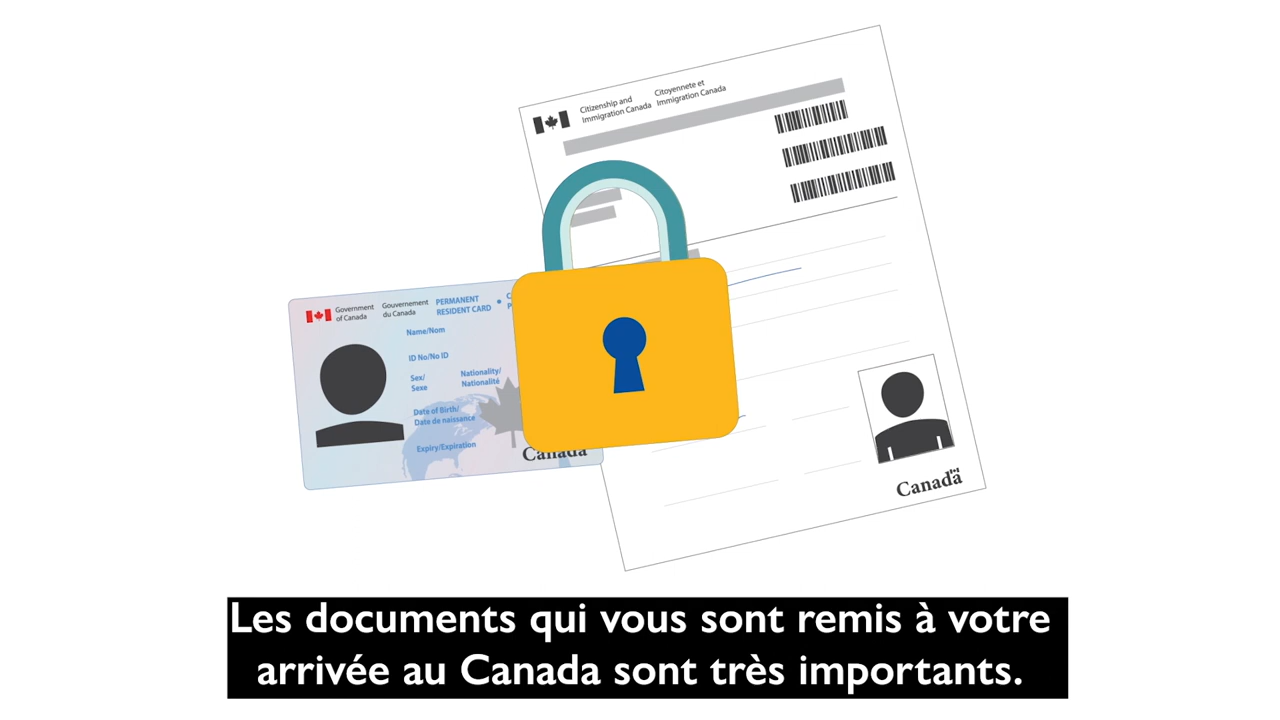 Citizenship and
Immigration Canada
Citoyennete et
Immigration Canada
Government
of Canada
Gouvernement
du Canada
PERMANENT
RESIDENT CARD
Name/Nom
ID No/No ID
Sex/
Sexe
Nationality/
Nationalité
Date of Birth/
Date de naissance
Expiry/Expiration
Canada
Canada
Les documents qui vous sont remis à votre
arrivée au Canada sont très importants.